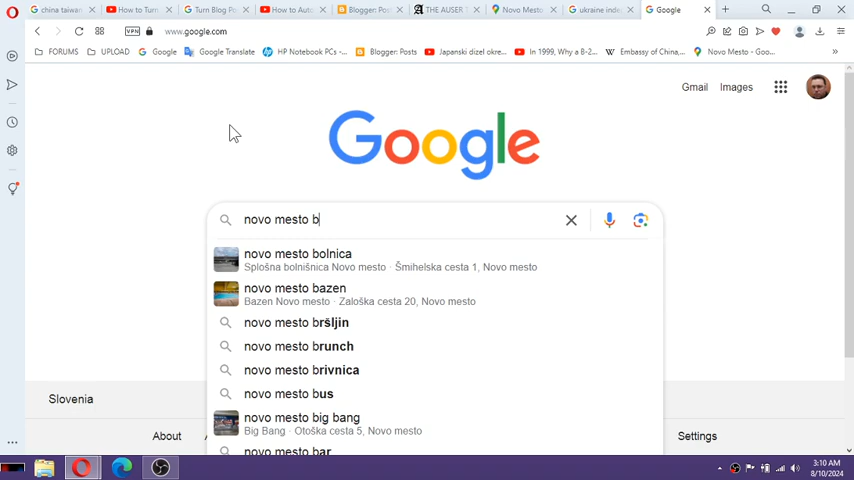 china taiwan
How to Turn
Turn Blog Po
How to Auto
Blogger: Posts
THE AUSER T
Novo Mesto
ukraine inde
Google
VPN
www.google.com
FORUMS
UPLOAD
Google
Google Translate
HP Notebook PCs -...
Blogger: Posts
Japanski dizel okre...
In 1999, Why a B-2...
Embassy of China,...
Novo Mesto - Goo...
Gmail
Images
Google
novo mesto b
novo mesto bolnica
Splošna bolnišnica Novo mesto · Šmihelska cesta 1, Novo mesto
novo mesto bazen
Bazen Novo mesto · Zaloška cesta 20, Novo mesto
novo mesto bršljin
novo mesto brunch
novo mesto brivnica
novo mesto bus
novo mesto big bang
Big Bang · Otoška cesta 5, Novo mesto
novo mesto bar
Slovenia
About
Settings
3:10 AM
8/10/2024